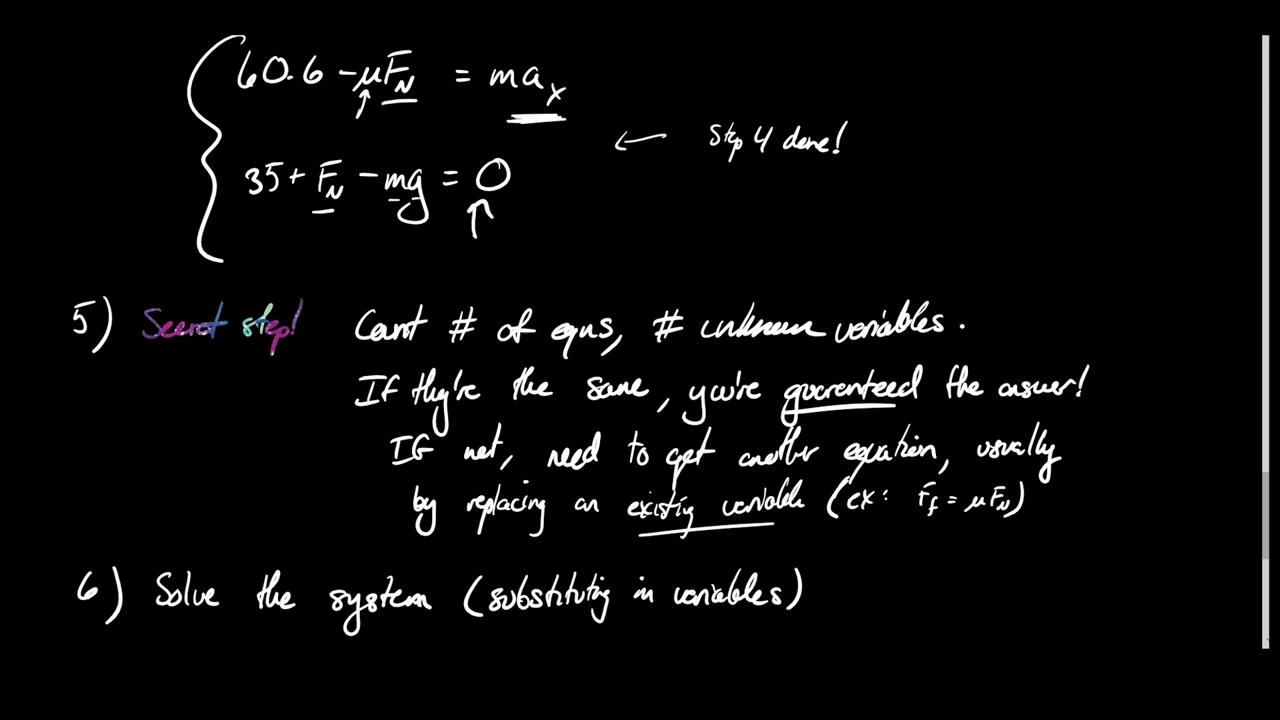 60.6 - μF_N = ma_x
← Step 4 done!
35 + F_N - mg = 0
5) Secret step! Count # of eqns, # unknown variables.
If they're the same, you're guaranteed the answer!
If not, need to get another equation, usually
by replacing an existing variable (ex: F_f = μF_N)
6) Solve the system (substituting in variables)